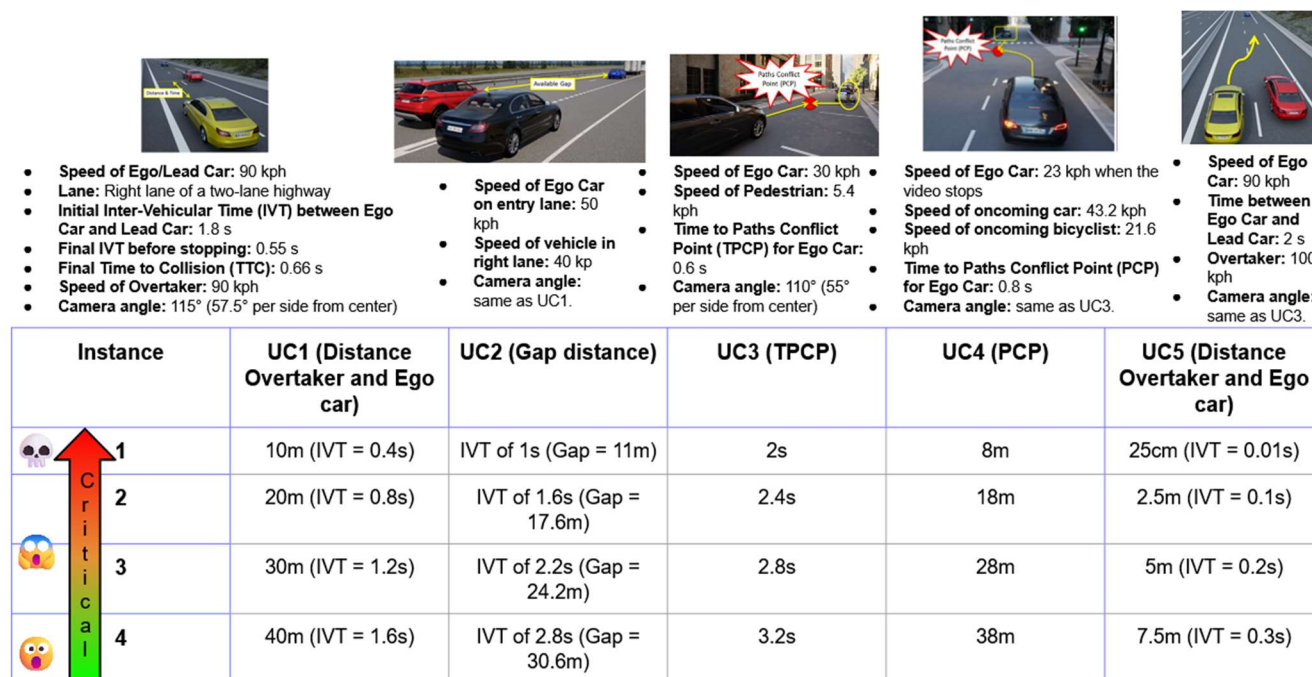 Distance & Time
Available Gap
Paths Conflict
Point (PCP)
Paths Conflict
Point (PCP)
• Speed of Ego/Lead Car: 90 kph
• Lane: Right lane of a two-lane highway
• Initial Inter-Vehicular Time (IVT) between Ego
Car and Lead Car: 1.8 s
• Final IVT before stopping: 0.55 s
• Final Time to Collision (TTC): 0.66 s
• Speed of Overtaker: 90 kph
• Camera angle: 115° (57.5° per side from center)
• Speed of Ego Car
on entry lane: 50
kph
• Speed of vehicle in
right lane: 40 kp
• Camera angle:
same as UC1.
• Speed of Ego Car: 30 kph
• Speed of Pedestrian: 5.4
kph
• Time to Paths Conflict
Point (TPCP) for Ego Car:
0.6 s
• Camera angle: 110° (55°
per side from center)
• Speed of Ego Car: 23 kph when the
video stops
• Speed of oncoming car: 43.2 kph
• Speed of oncoming bicyclist: 21.6
kph
• Time to Paths Conflict Point (PCP)
for Ego Car: 0.8 s
• Camera angle: same as UC3.
• Speed of Ego
Car: 90 kph
• Time between
Ego Car and
Lead Car: 2 s
• Overtaker: 100
kph
• Camera angle:
same as UC3.
Instance UC1 (Distance Overtaker and Ego car) UC2 (Gap distance) UC3 (TPCP) UC4 (PCP) UC5 (Distance Overtaker and Ego car)
1 10m (IVT = 0.4s) IVT of 1s (Gap = 11m) 2s 8m 25cm (IVT = 0.01s)
2 20m (IVT = 0.8s) IVT of 1.6s (Gap = 17.6m) 2.4s 18m 2.5m (IVT = 0.1s)
3 30m (IVT = 1.2s) IVT of 2.2s (Gap = 24.2m) 2.8s 28m 5m (IVT = 0.2s)
4 40m (IVT = 1.6s) IVT of 2.8s (Gap = 30.6m) 3.2s 38m 7.5m (IVT = 0.3s)
Critical